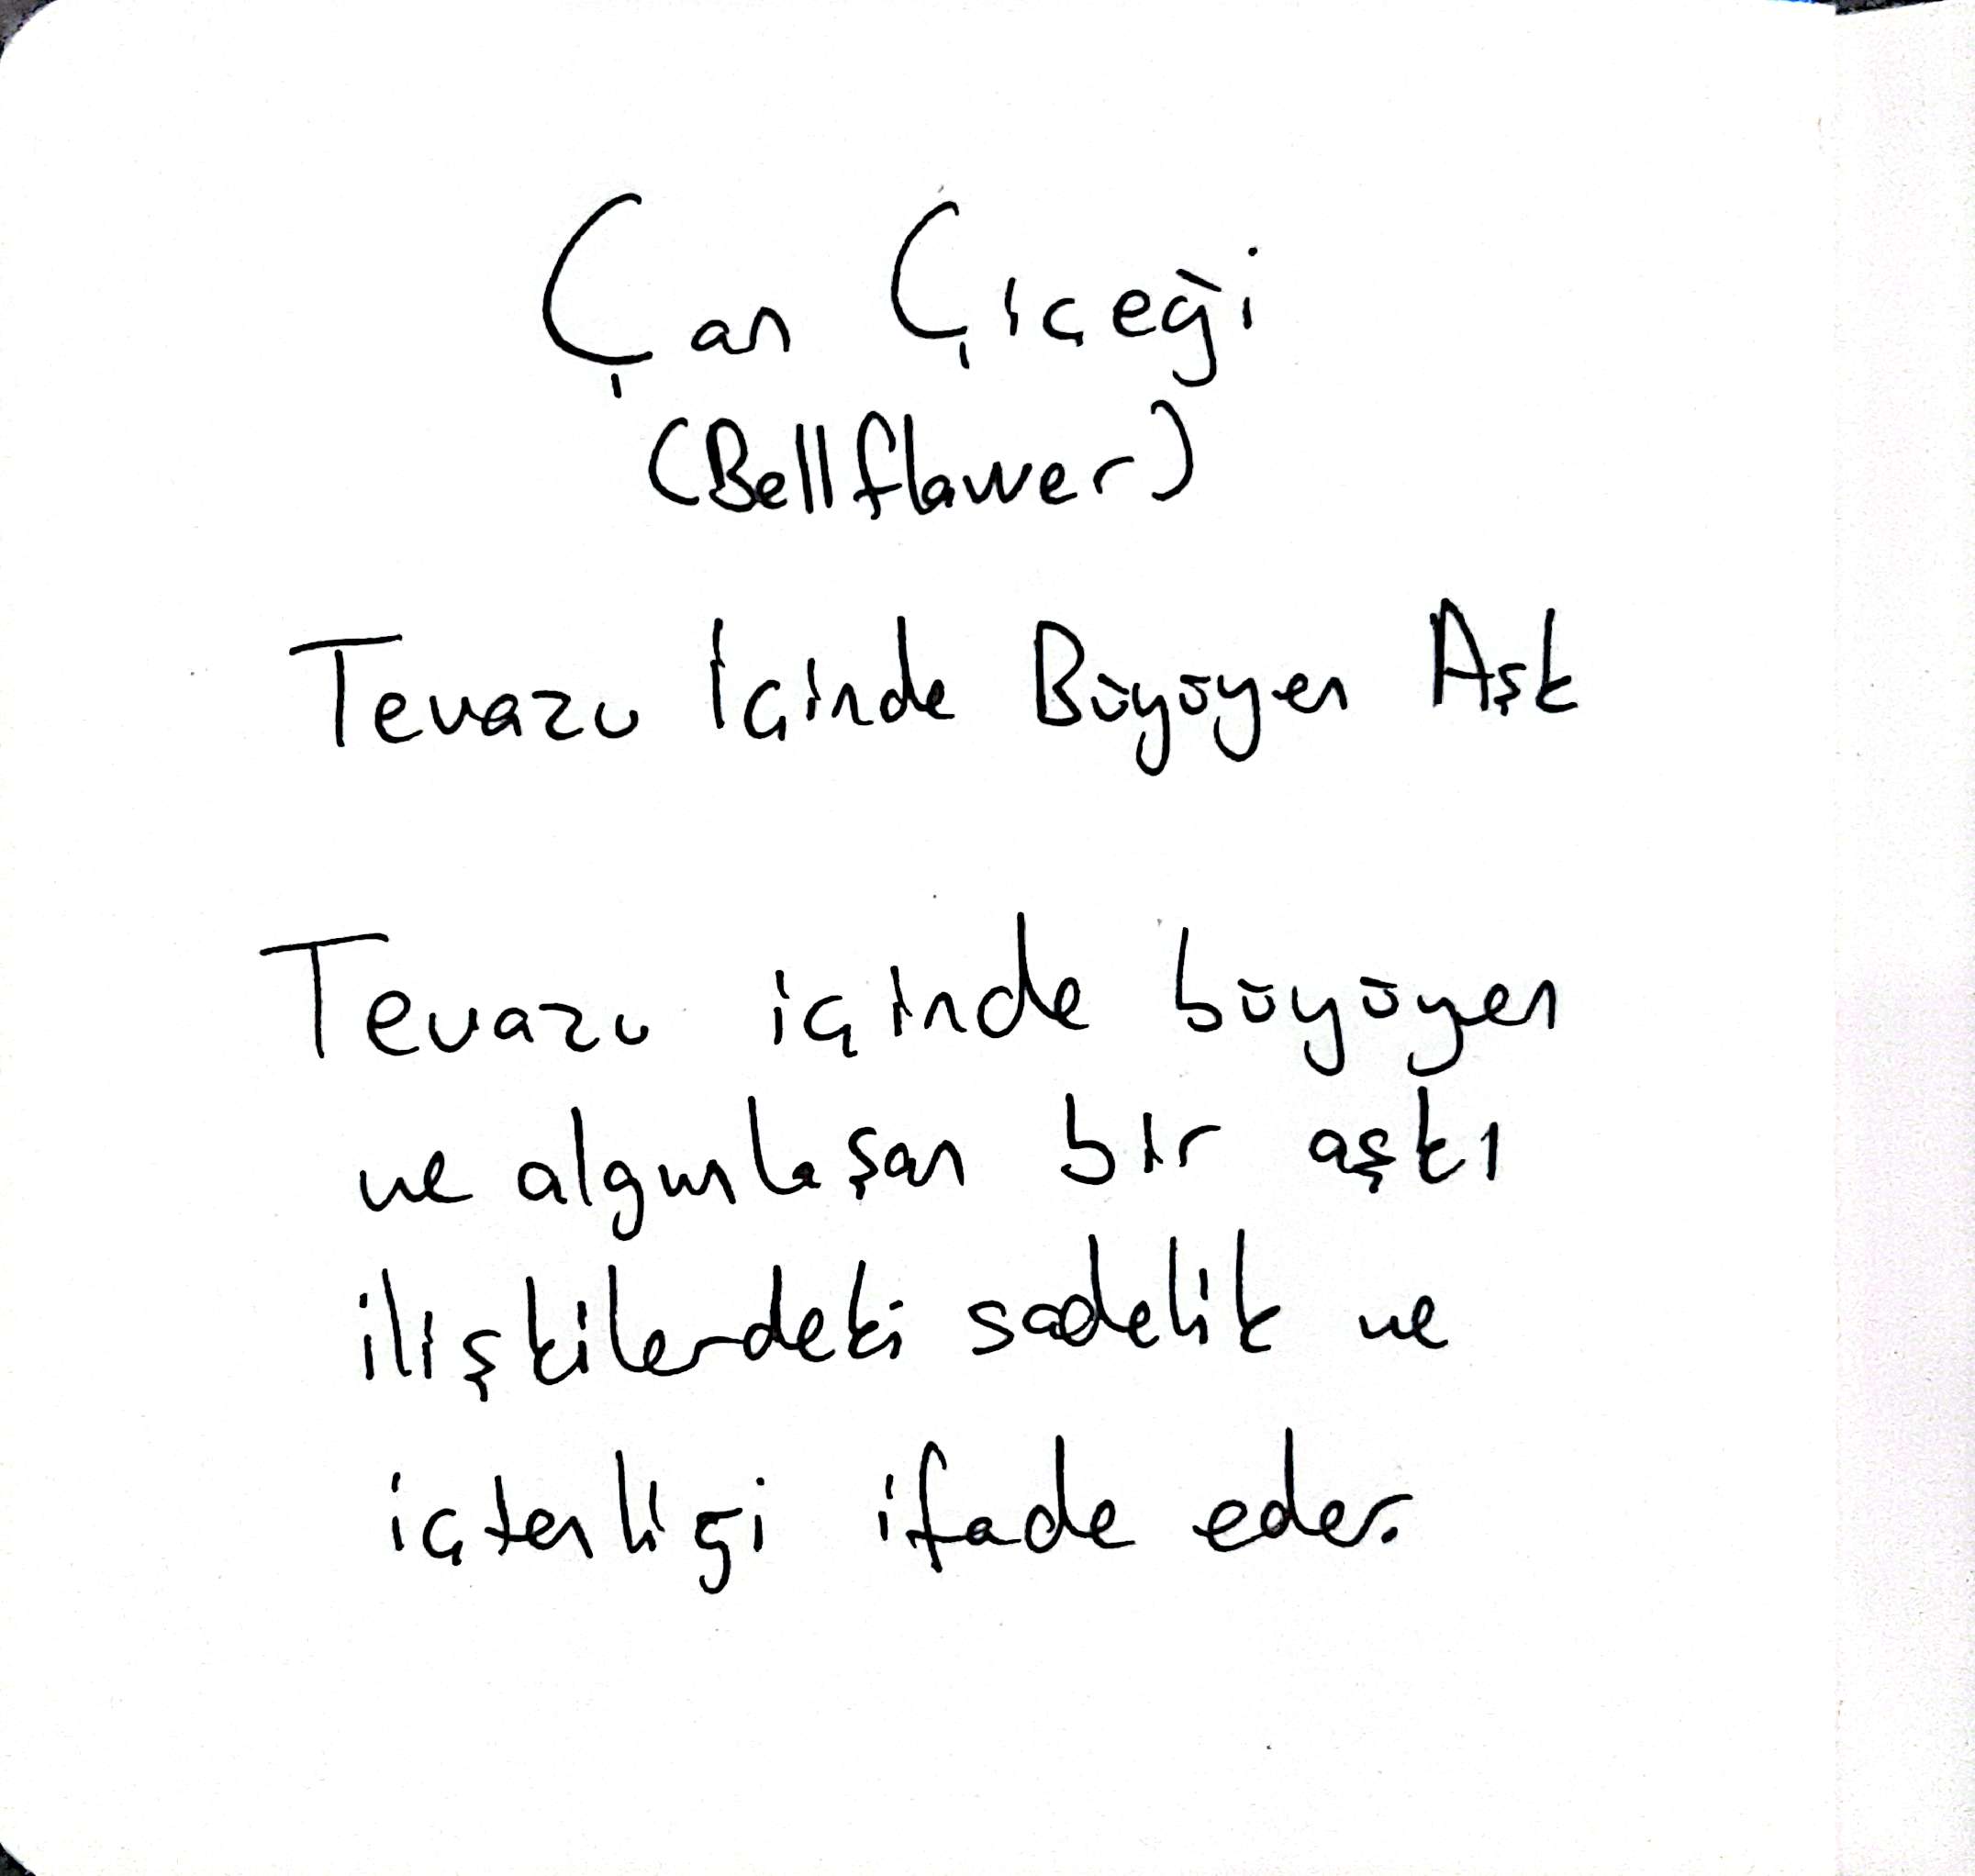 Çan Çiçeği
(Bellflower)
Tevazu İçinde Büyüyen Aşk
Tevazu içinde büyüyen
ve algınlaşan bir aşkı
ilişkilerdeki sadelik ve
içtenliği ifade eder.